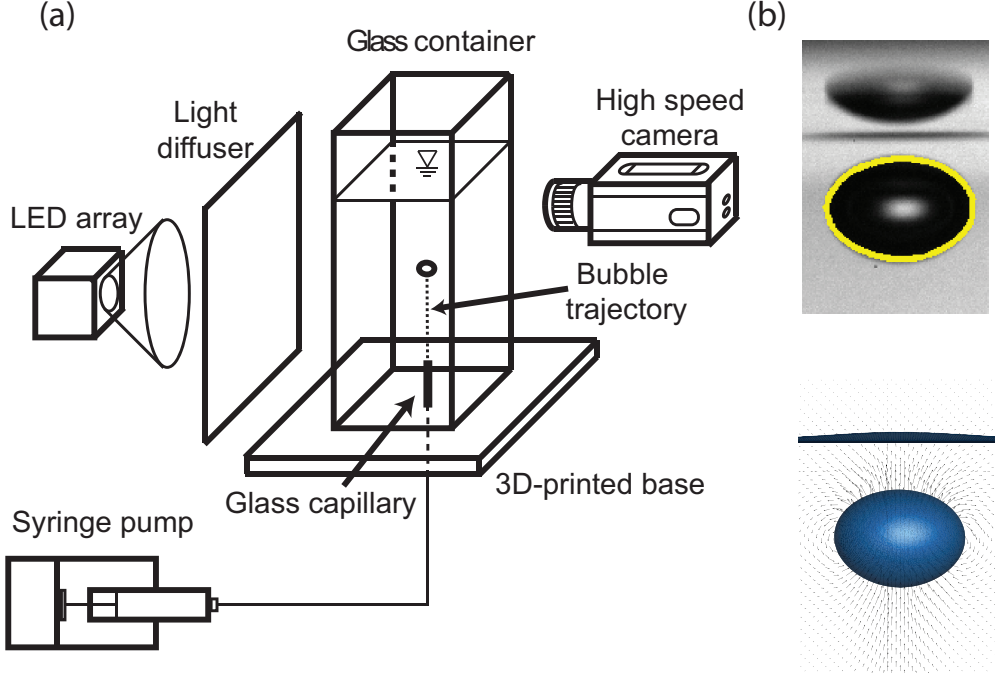 (a)
(b)
Glass container
Light
diffuser
High speed
camera
LED array
Bubble
trajectory
3D-printed base
Glass capillary
Syringe pump